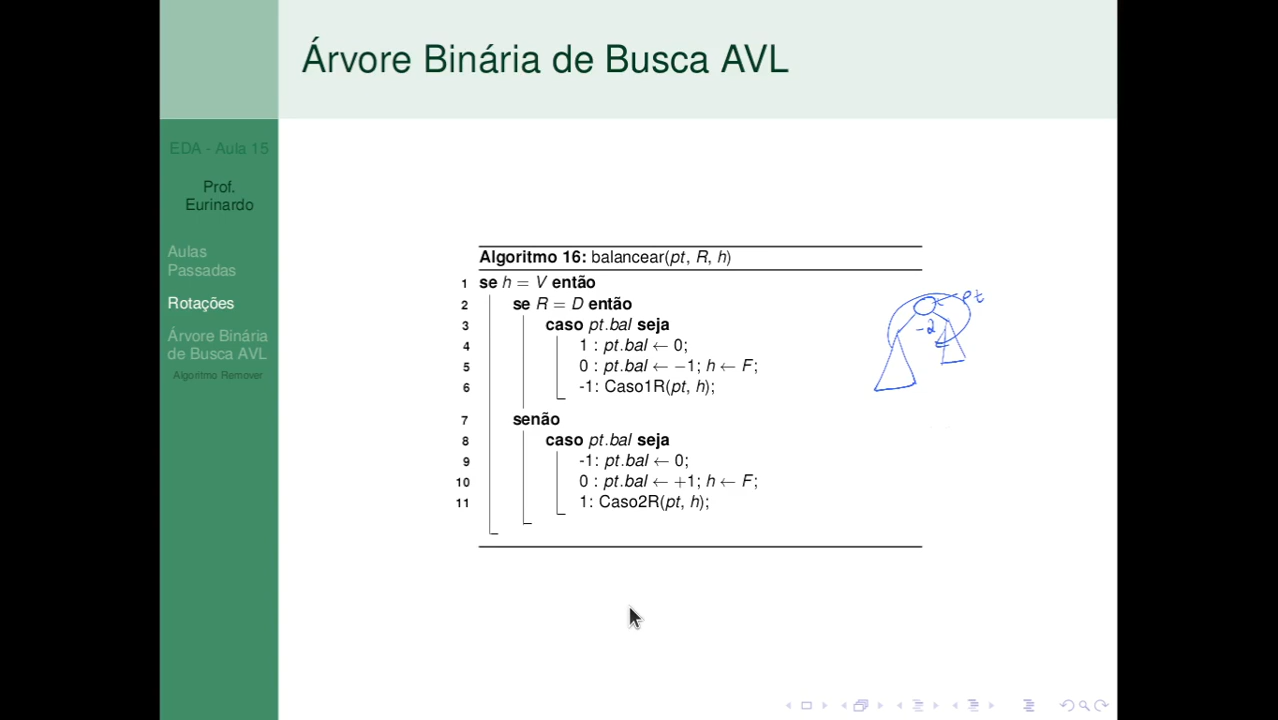 Árvore Binária de Busca AVL
EDA - Aula 15
Prof.
Eurinardo
Aulas
Passadas
Rotações
Árvore Binária
de Busca AVL
Algoritmo Remover
Algoritmo 16: balancear(pt, R, h)
1 se h = V então
2 se R = D então
3 caso pt.bal seja
4 1 : pt.bal ← 0;
5 0 : pt.bal ← −1; h ← F;
6 -1: Caso1R(pt, h);
7 senão
8 caso pt.bal seja
9 -1: pt.bal ← 0;
10 0 : pt.bal ← +1; h ← F;
11 1: Caso2R(pt, h);
pt
-2